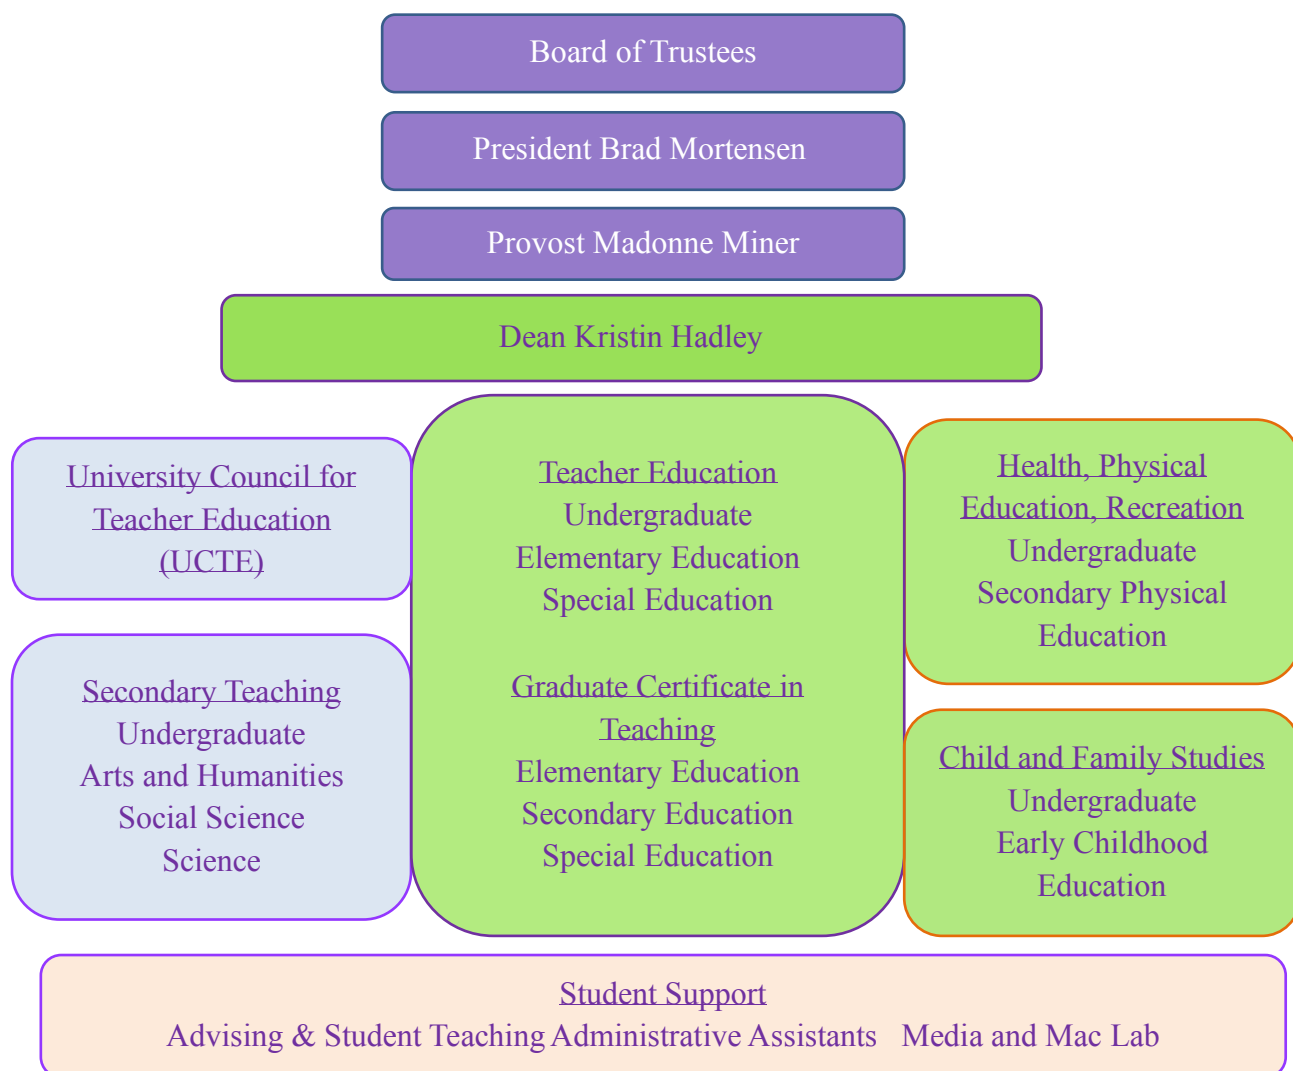 Board of Trustees
President Brad Mortensen
Provost Madonne Miner
Dean Kristin Hadley
University Council for
Teacher Education
(UCTE)
Secondary Teaching
Undergraduate
Arts and Humanities
Social Science
Science
Teacher Education
Undergraduate
Elementary Education
Special Education
Graduate Certificate in
Teaching
Elementary Education
Secondary Education
Special Education
Health, Physical
Education, Recreation
Undergraduate
Secondary Physical
Education
Child and Family Studies
Undergraduate
Early Childhood
Education
Student Support
Advising & Student Teaching Administrative Assistants Media and Mac Lab